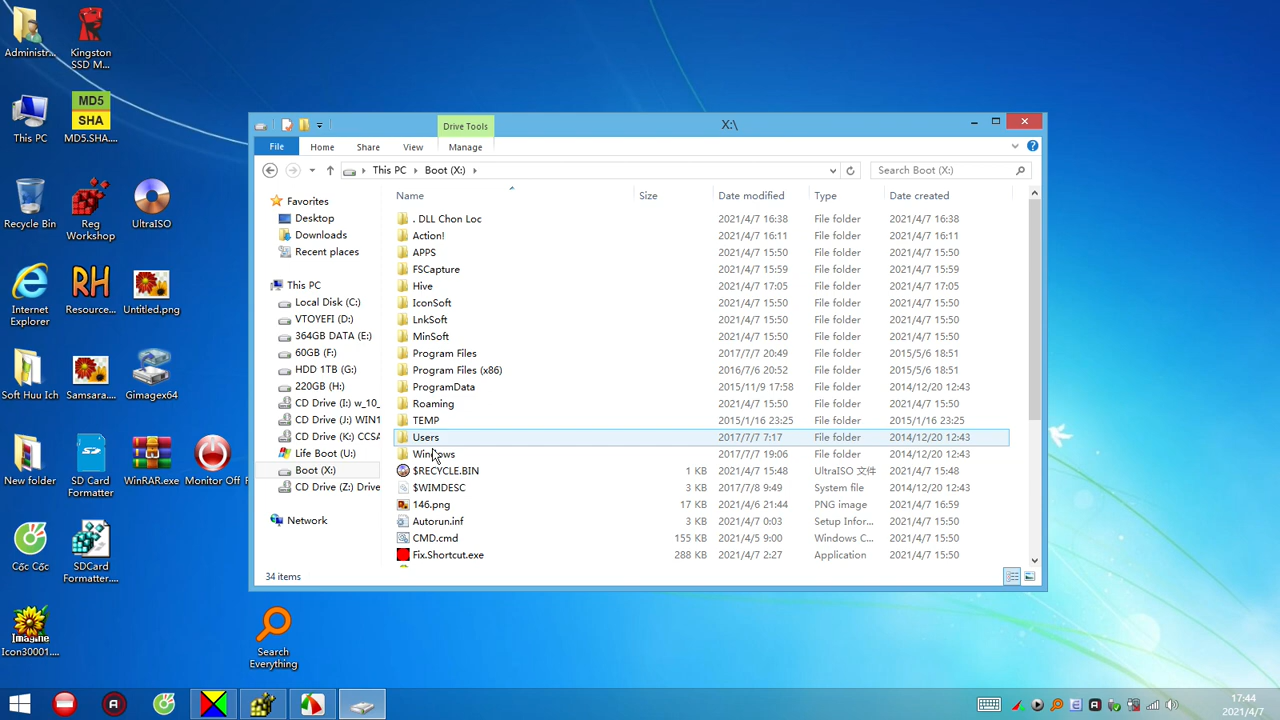 Administr...
Kingston
SSD M...
This PC
MD5
SHA
MD5.SHA....
Recycle Bin
Reg
Workshop
UltraISO
Internet
Explorer
RH
Resource...
Untitled.png
Soft Huu Ich
Samsara....
Gimagex64
New folder
SD Card
Formatter
WinRAR.exe
Monitor Off
Cốc Cốc
SDCard
Formatter....
Imagine
Icon30001....
Search
Everything
Drive Tools
X:\
File
Home
Share
View
Manage
This PC
Boot (X:)
Search Boot (X:)
Favorites
Desktop
Downloads
Recent places
This PC
Local Disk (C:)
VTOYEFI (D:)
364GB DATA (E:)
60GB (F:)
HDD 1TB (G:)
220GB (H:)
CD Drive (I:) w_10_
CD Drive (J:) WIN1
CD Drive (K:) CCSA
Life Boot (U:)
Boot (X:)
CD Drive (Z:) Drive
Network
Name Size Date modified Type Date created
. DLL Chon Loc 2021/4/7 16:38 File folder 2021/4/7 16:38
Action! 2021/4/7 16:11 File folder 2021/4/7 16:11
APPS 2021/4/7 15:50 File folder 2021/4/7 15:50
FSCapture 2021/4/7 15:59 File folder 2021/4/7 15:59
Hive 2021/4/7 17:05 File folder 2021/4/7 17:05
IconSoft 2021/4/7 15:50 File folder 2021/4/7 15:50
LnkSoft 2021/4/7 15:50 File folder 2021/4/7 15:50
MinSoft 2021/4/7 15:50 File folder 2021/4/7 15:50
Program Files 2017/7/7 20:49 File folder 2015/5/6 18:51
Program Files (x86) 2016/7/6 20:52 File folder 2015/5/6 18:51
ProgramData 2015/11/9 17:58 File folder 2014/12/20 12:43
Roaming 2021/4/7 15:50 File folder 2021/4/7 15:50
TEMP 2015/1/16 23:25 File folder 2015/1/16 23:25
Users 2017/7/7 7:17 File folder 2014/12/20 12:43
Windows 2017/7/7 19:06 File folder 2014/12/20 12:43
$RECYCLE.BIN 1 KB 2021/4/7 15:48 UltraISO 文件 2021/4/7 15:48
$WIMDESC 3 KB 2017/7/8 9:49 System file 2014/12/20 12:43
146.png 17 KB 2021/4/6 21:44 PNG image 2021/4/7 16:59
Autorun.inf 3 KB 2021/4/7 0:03 Setup Infor... 2021/4/7 15:50
CMD.cmd 155 KB 2021/4/5 9:00 Windows C... 2021/4/7 15:50
Fix.Shortcut.exe 288 KB 2021/4/7 2:27 Application 2021/4/7 15:50
34 items
17:44
2021/4/7